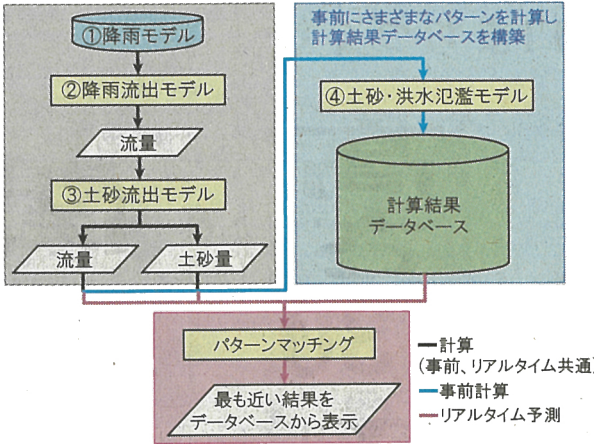 ①降雨モデル
②降雨流出モデル
流量
③土砂流出モデル
流量
土砂量
事前にさまざまなパターンを計算し
計算結果データベースを構築
④土砂・洪水氾濫モデル
計算結果
データベース
パターンマッチング
最も近い結果を
データベースから表示
計算
(事前、リアルタイム共通)
事前計算
リアルタイム予測